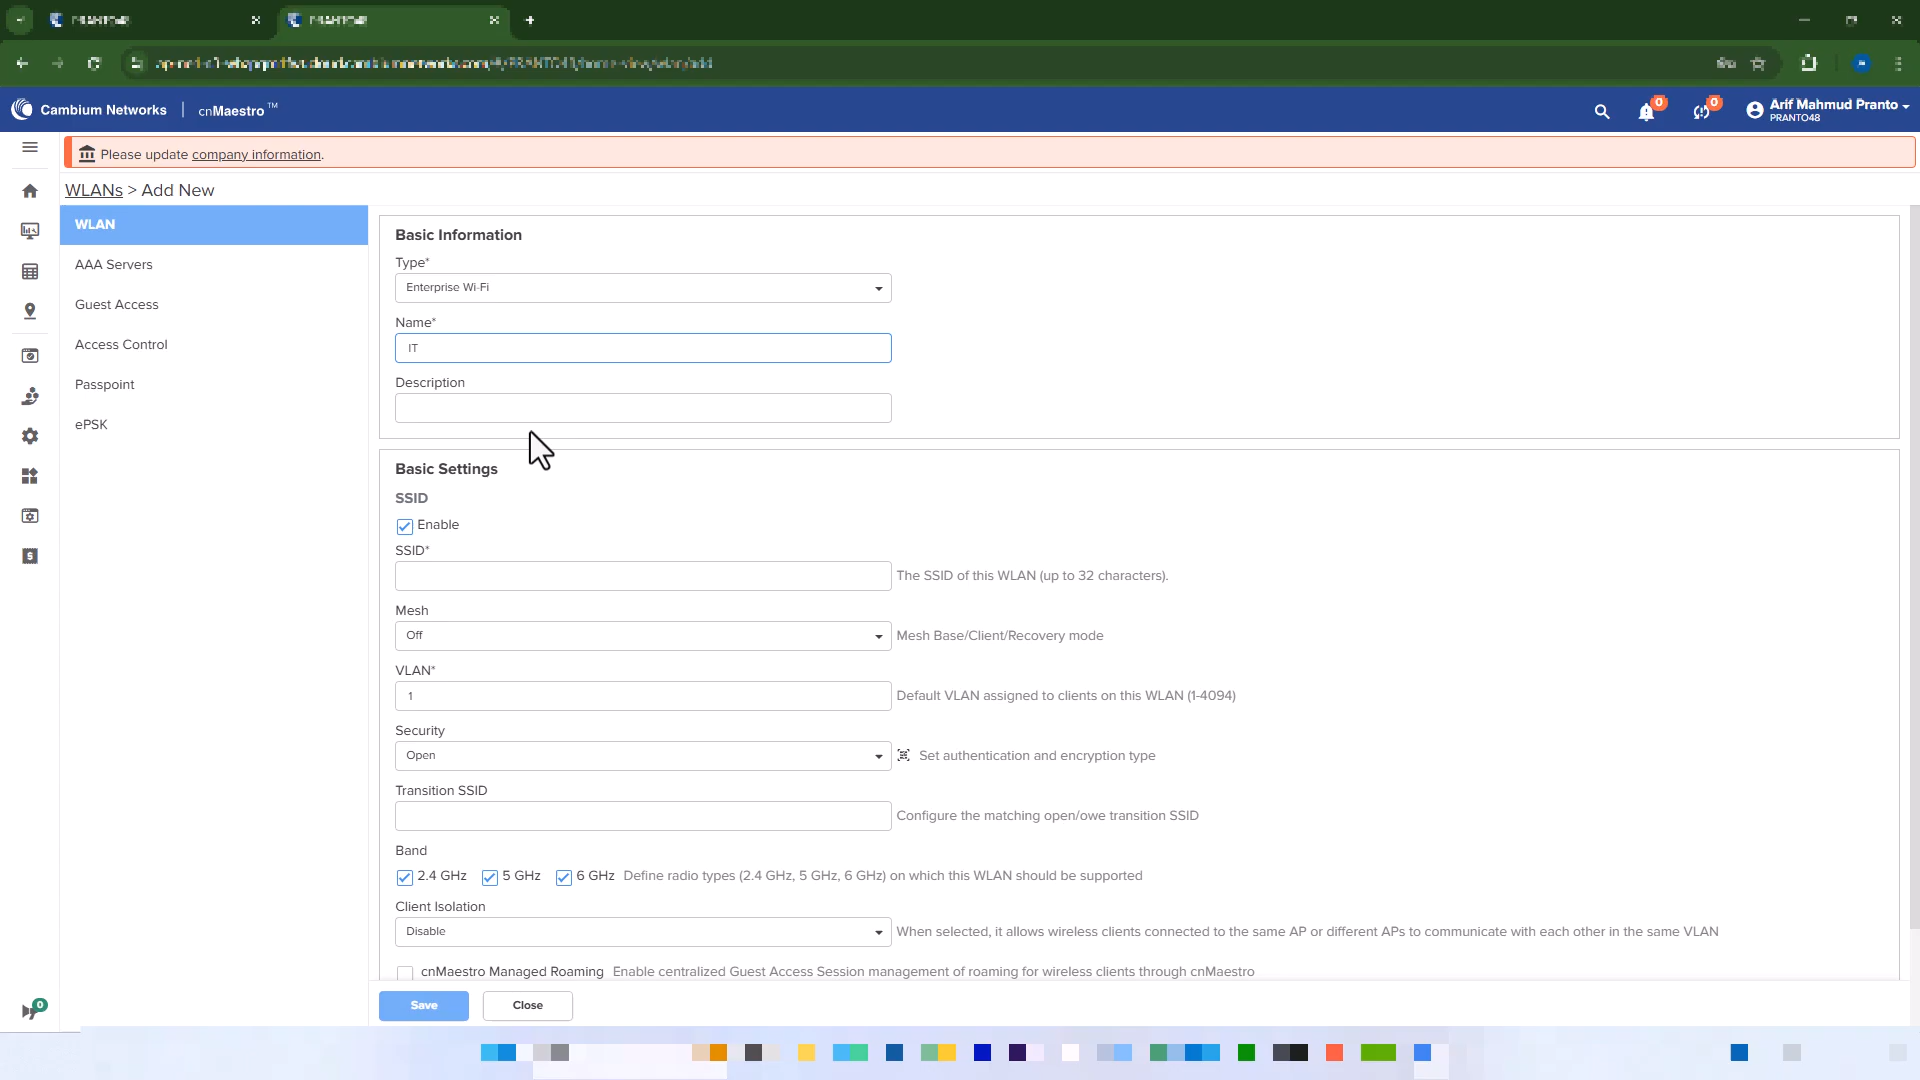 Cambium Networks | cnMaestro™
0
0
Arif Mahmud Pranto
PRANTO48
Please update company information.
WLANs > Add New
WLAN
AAA Servers
Guest Access
Access Control
Passpoint
ePSK
0
Basic Information
Type*
Enterprise Wi-Fi
Name*
IT
Description
Basic Settings
SSID
Enable
SSID*
The SSID of this WLAN (up to 32 characters).
Mesh
Off
Mesh Base/Client/Recovery mode
VLAN*
1
Default VLAN assigned to clients on this WLAN (1-4094)
Security
Open
Set authentication and encryption type
Transition SSID
Configure the matching open/owe transition SSID
Band
2.4 GHz 5 GHz 6 GHz Define radio types (2.4 GHz, 5 GHz, 6 GHz) on which this WLAN should be supported
Client Isolation
Disable
When selected, it allows wireless clients connected to the same AP or different APs to communicate with each other in the same VLAN
cnMaestro Managed Roaming Enable centralized Guest Access Session management of roaming for wireless clients through cnMaestro
Save
Close